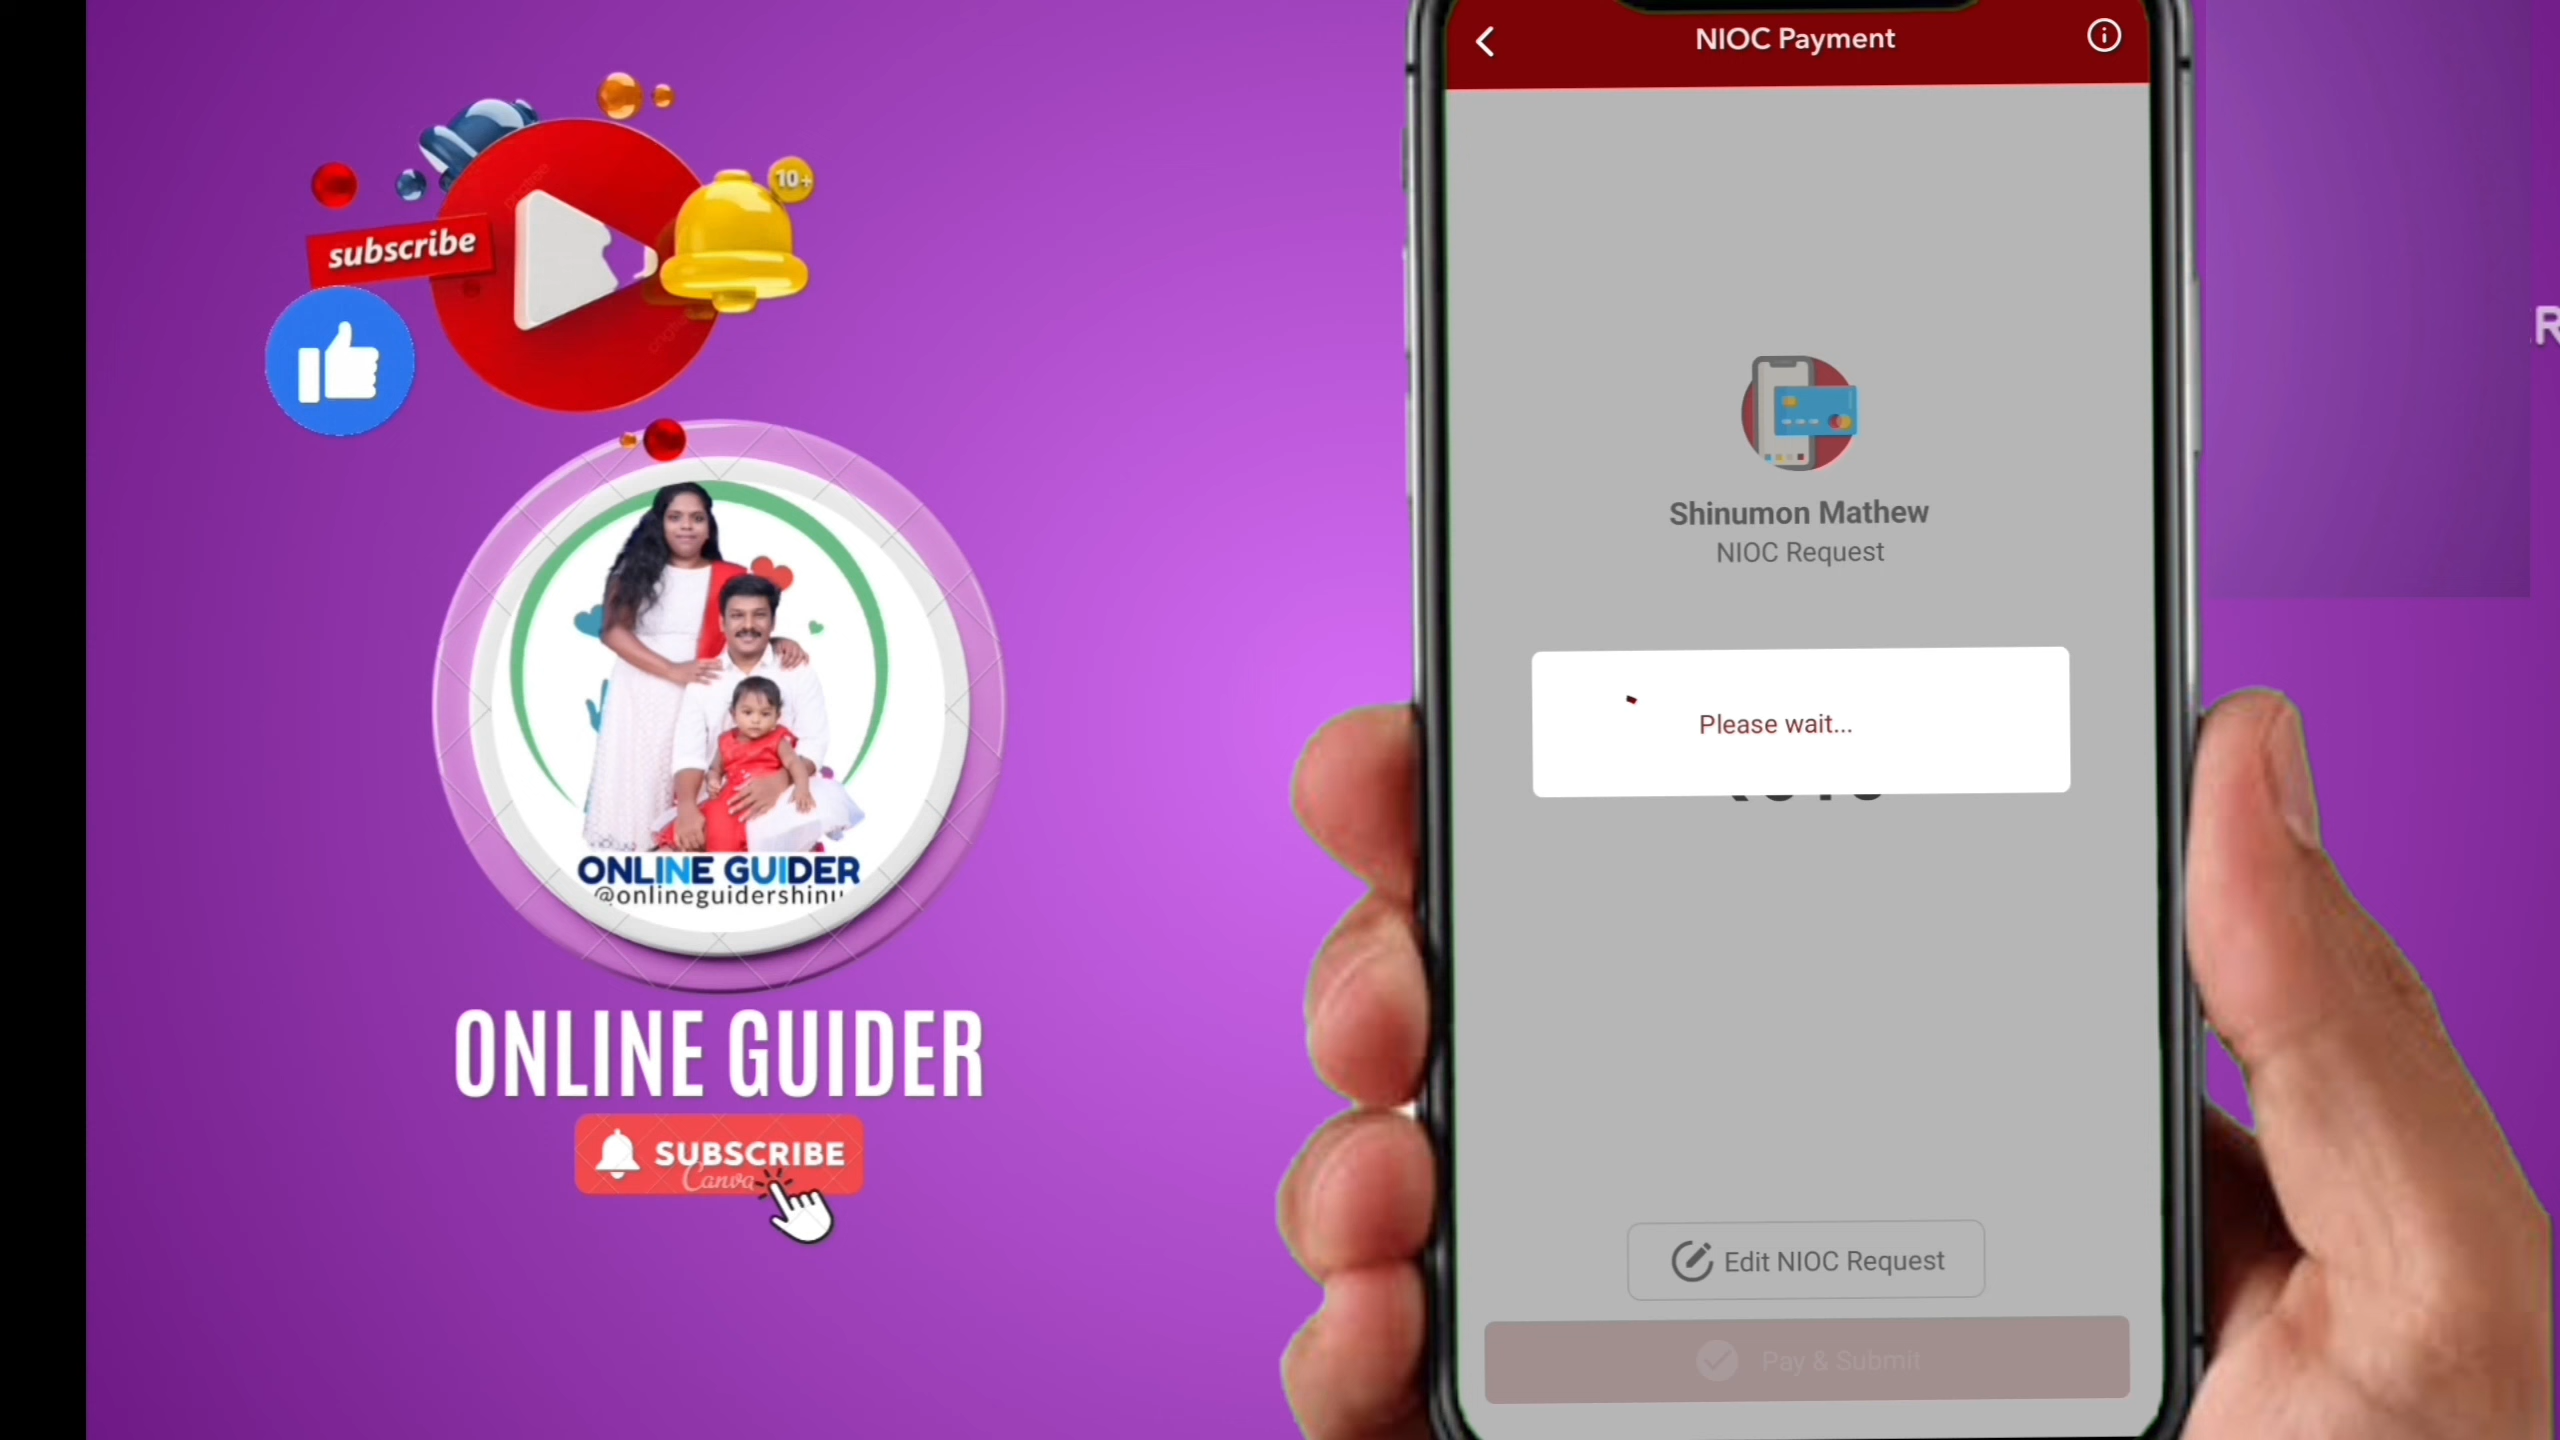 subscribe
10+
ONLINE GUIDER
@onlineguidershinu
ONLINE GUIDER
SUBSCRIBE
Canva
NIOC Payment
Shinumon Mathew
NIOC Request
Please wait...
Edit NIOC Request
Pay & Submit
R